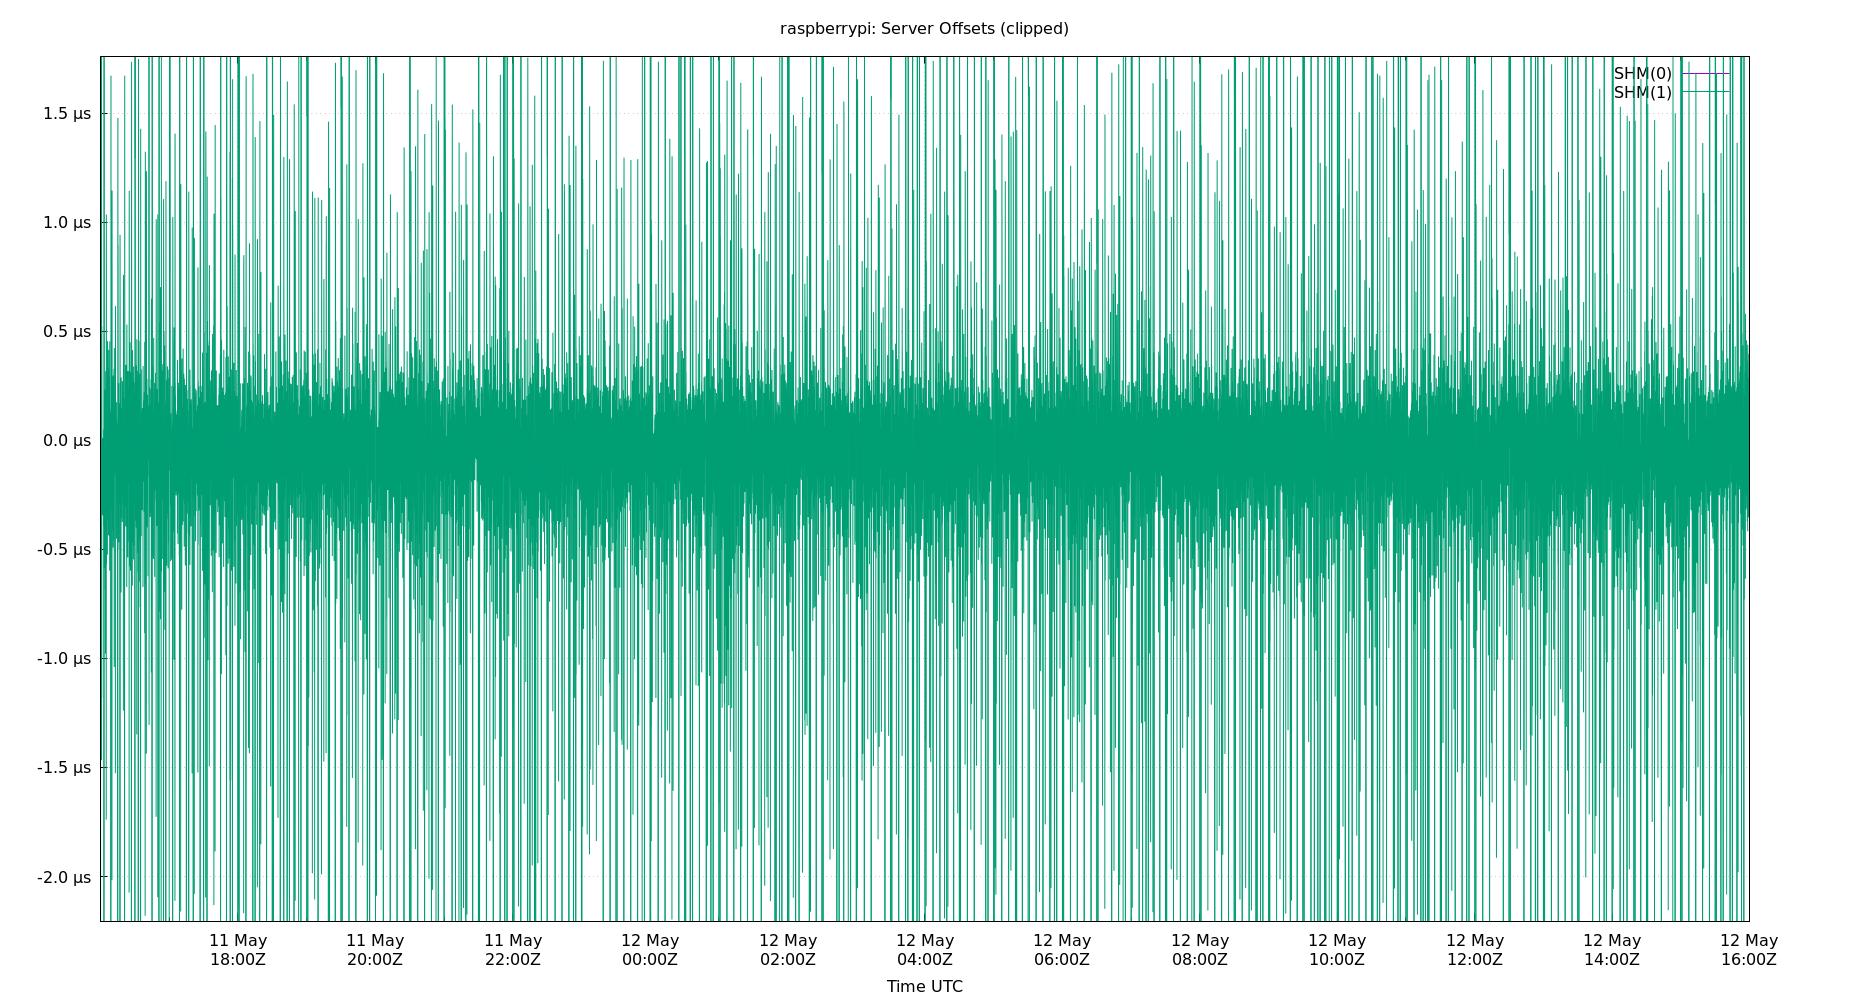 raspberrypi: Server Offsets (clipped)
SHM(0)
SHM(1)
1.5 µs
1.0 µs
0.5 µs
0.0 µs
-0.5 µs
-1.0 µs
-1.5 µs
-2.0 µs
11 May 11 May 11 May 12 May 12 May 12 May 12 May 12 May 12 May 12 May 12 May 12 May
18:00Z 20:00Z 22:00Z 00:00Z 02:00Z 04:00Z 06:00Z 08:00Z 10:00Z 12:00Z 14:00Z 16:00Z
Time UTC